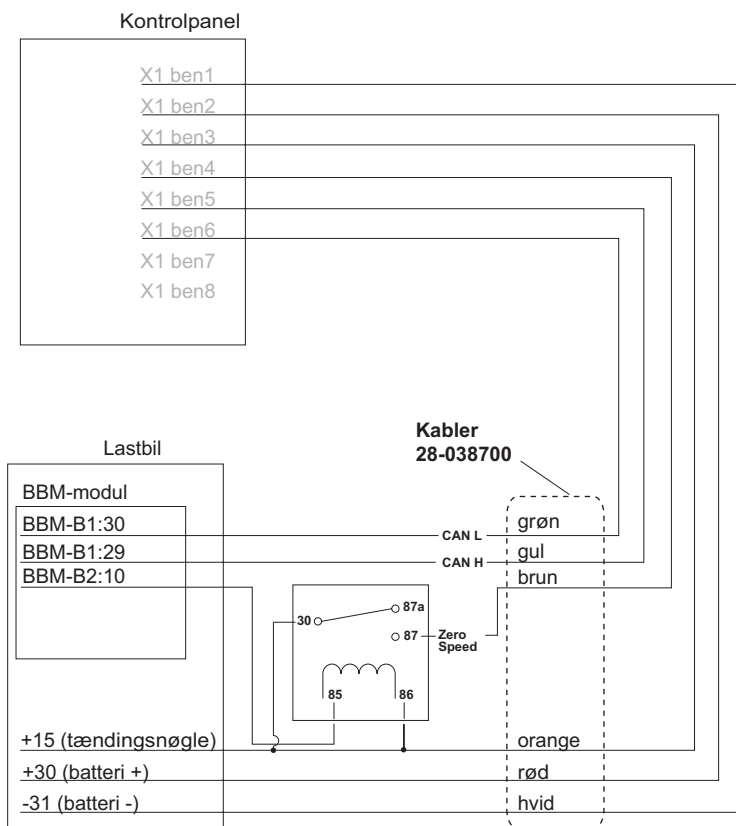 Kontrolpanel
X1 ben1
X1 ben2
X1 ben3
X1 ben4
X1 ben5
X1 ben6
X1 ben7
X1 ben8
Kabler
28-038700
Lastbil
BBM-modul
BBM-B1:30
CAN L
grøn
BBM-B1:29
CAN H
gul
BBM-B2:10
brun
87a
30
87
Zero
Speed
85
86
+15 (tændingsnøgle)
orange
+30 (batteri +)
rød
-31 (batteri -)
hvid